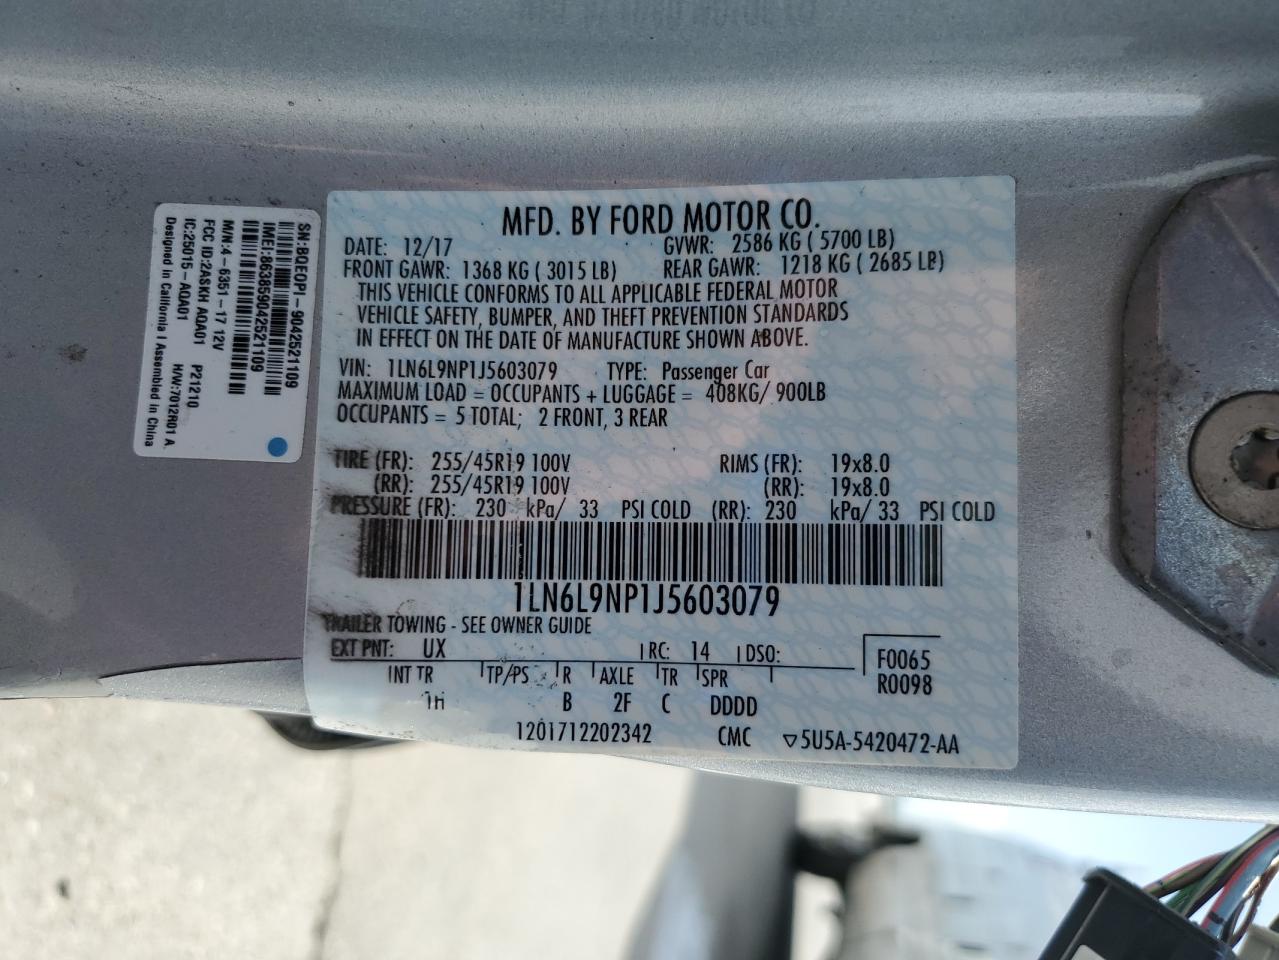 SN:BQEQPI-9042521109
IMEI:863859042521109
M/N:4-6351-17 12V
FCC ID:2ASKH AQA01 P21210
IC:25015-AQA01 H/W:7012R01 A
Designed in California I Assembled in China
MFD. BY FORD MOTOR CO.
DATE: 12/17 GVWR: 2586 KG ( 5700 LB)
FRONT GAWR: 1368 KG ( 3015 LB) REAR GAWR: 1218 KG ( 2685 LB)
THIS VEHICLE CONFORMS TO ALL APPLICABLE FEDERAL MOTOR
VEHICLE SAFETY, BUMPER, AND THEFT PREVENTION STANDARDS
IN EFFECT ON THE DATE OF MANUFACTURE SHOWN ABOVE.
VIN: 1LN6L9NP1J5603079 TYPE: Passenger Car
MAXIMUM LOAD = OCCUPANTS + LUGGAGE = 408KG/ 900LB
OCCUPANTS = 5 TOTAL; 2 FRONT, 3 REAR
TIRE (FR): 255/45R19 100V RIMS (FR): 19x8.0
(RR): 255/45R19 100V (RR): 19x8.0
PRESSURE (FR): 230 kPa/ 33 PSI COLD (RR): 230 kPa/ 33 PSI COLD
1LN6L9NP1J5603079
TRAILER TOWING - SEE OWNER GUIDE
EXT PNT: UX RC: 14 DSO: F0065
INT TR TP/PS R AXLE TR SPR R0098
1H B 2F C DDDD
1201712202342 CMC ▽5U5A-5420472-AA